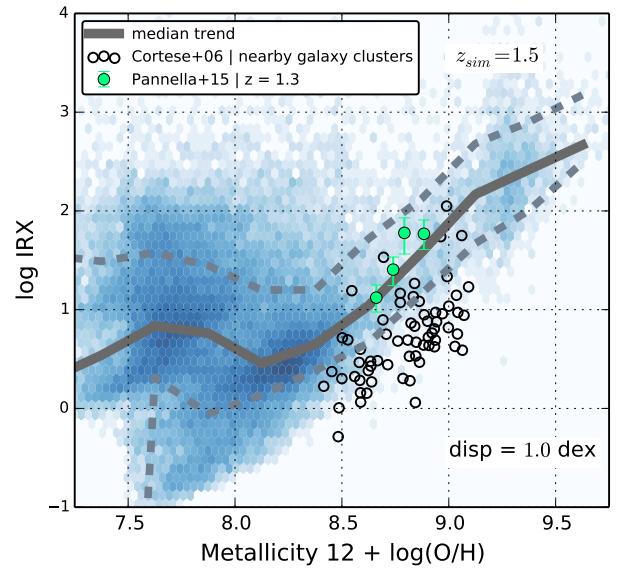 median trend
Cortese+06 | nearby galaxy clusters
Pannella+15 | z = 1.3
z_sim=1.5
disp = 1.0 dex
log IRX
4
3
2
1
0
−1
7.5 8.0 8.5 9.0 9.5
Metallicity 12 + log(O/H)